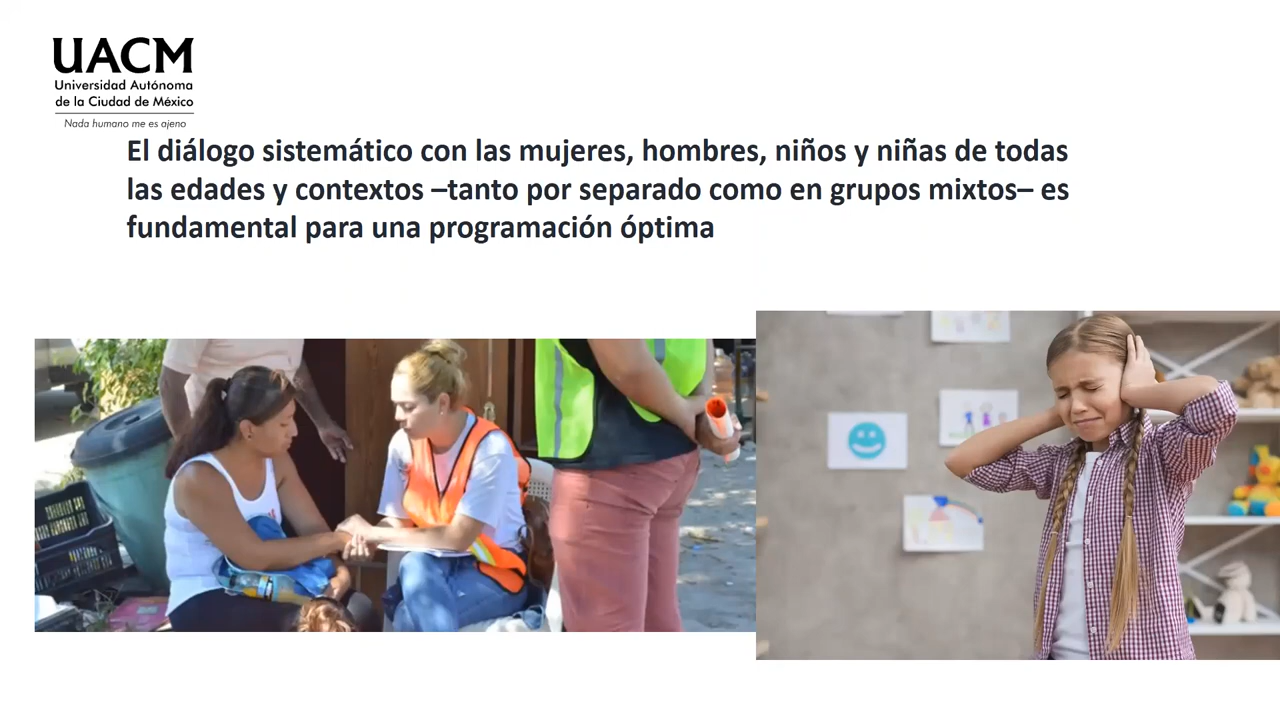 UACM
Universidad Autónoma
de la Ciudad de México
Nada humano me es ajeno
El diálogo sistemático con las mujeres, hombres, niños y niñas de todas
las edades y contextos –tanto por separado como en grupos mixtos– es
fundamental para una programación óptima